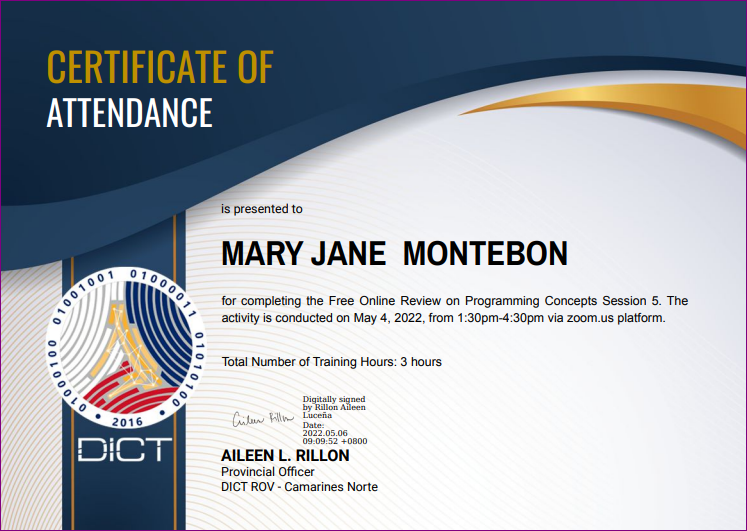 CERTIFICATE OF
ATTENDANCE
is presented to
MARY JANE MONTEBON
for completing the Free Online Review on Programming Concepts Session 5. The
activity is conducted on May 4, 2022, from 1:30pm-4:30pm via zoom.us platform.
Total Number of Training Hours: 3 hours
01000100 01001001 01000011 01010100
2016
DICT
Aileen Rillon
Digitally signed
by Rillon Aileen
Luceña
Date:
2022.05.06
09:09:52 +0800
AILEEN L. RILLON
Provincial Officer
DICT ROV - Camarines Norte